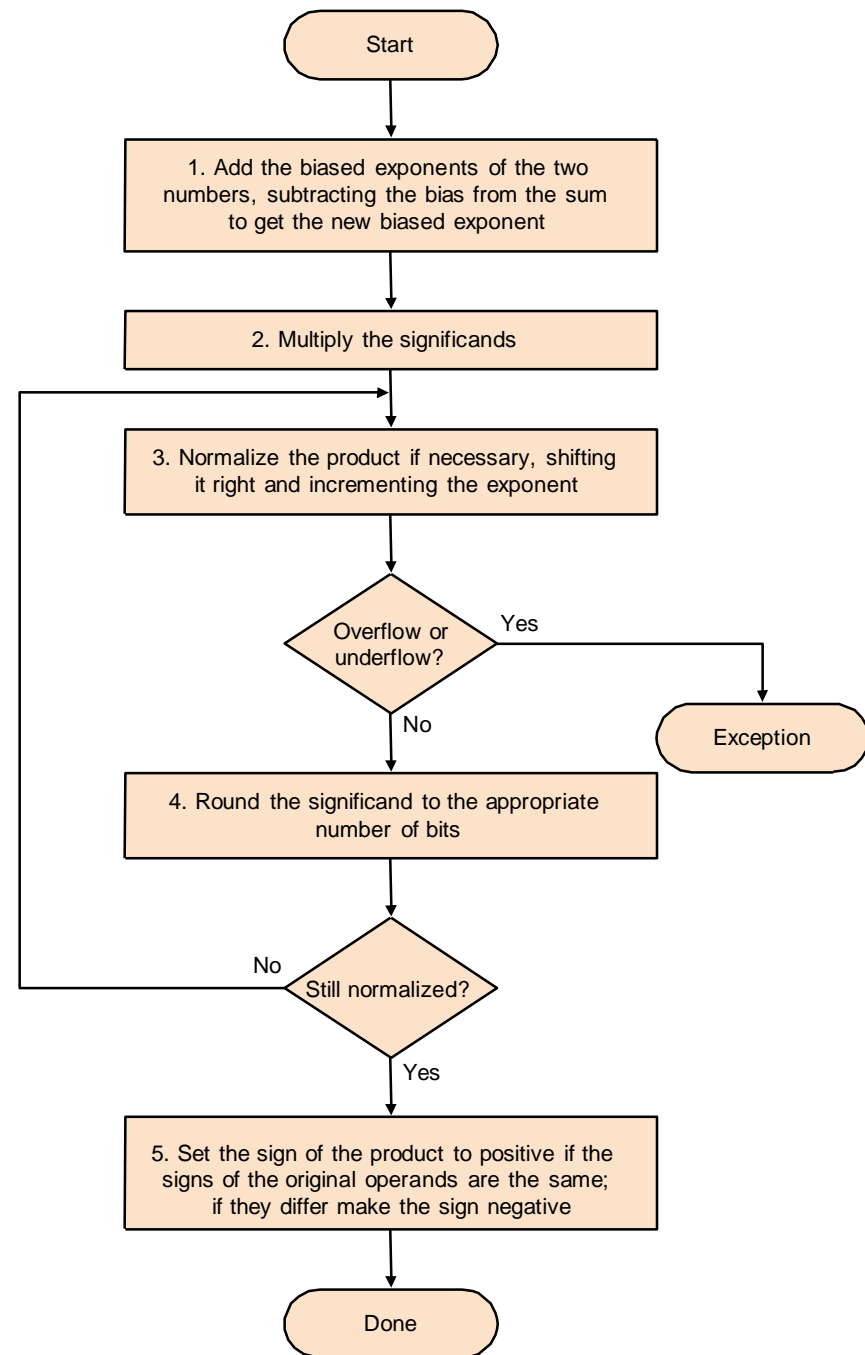 Start
1. Add the biased exponents of the two
numbers, subtracting the bias from the sum
to get the new biased exponent
2. Multiply the significands
3. Normalize the product if necessary, shifting
it right and incrementing the exponent
Overflow or
underflow?
Yes
No
Exception
4. Round the significand to the appropriate
number of bits
No
Still normalized?
Yes
5. Set the sign of the product to positive if the
signs of the original operands are the same;
if they differ make the sign negative
Done